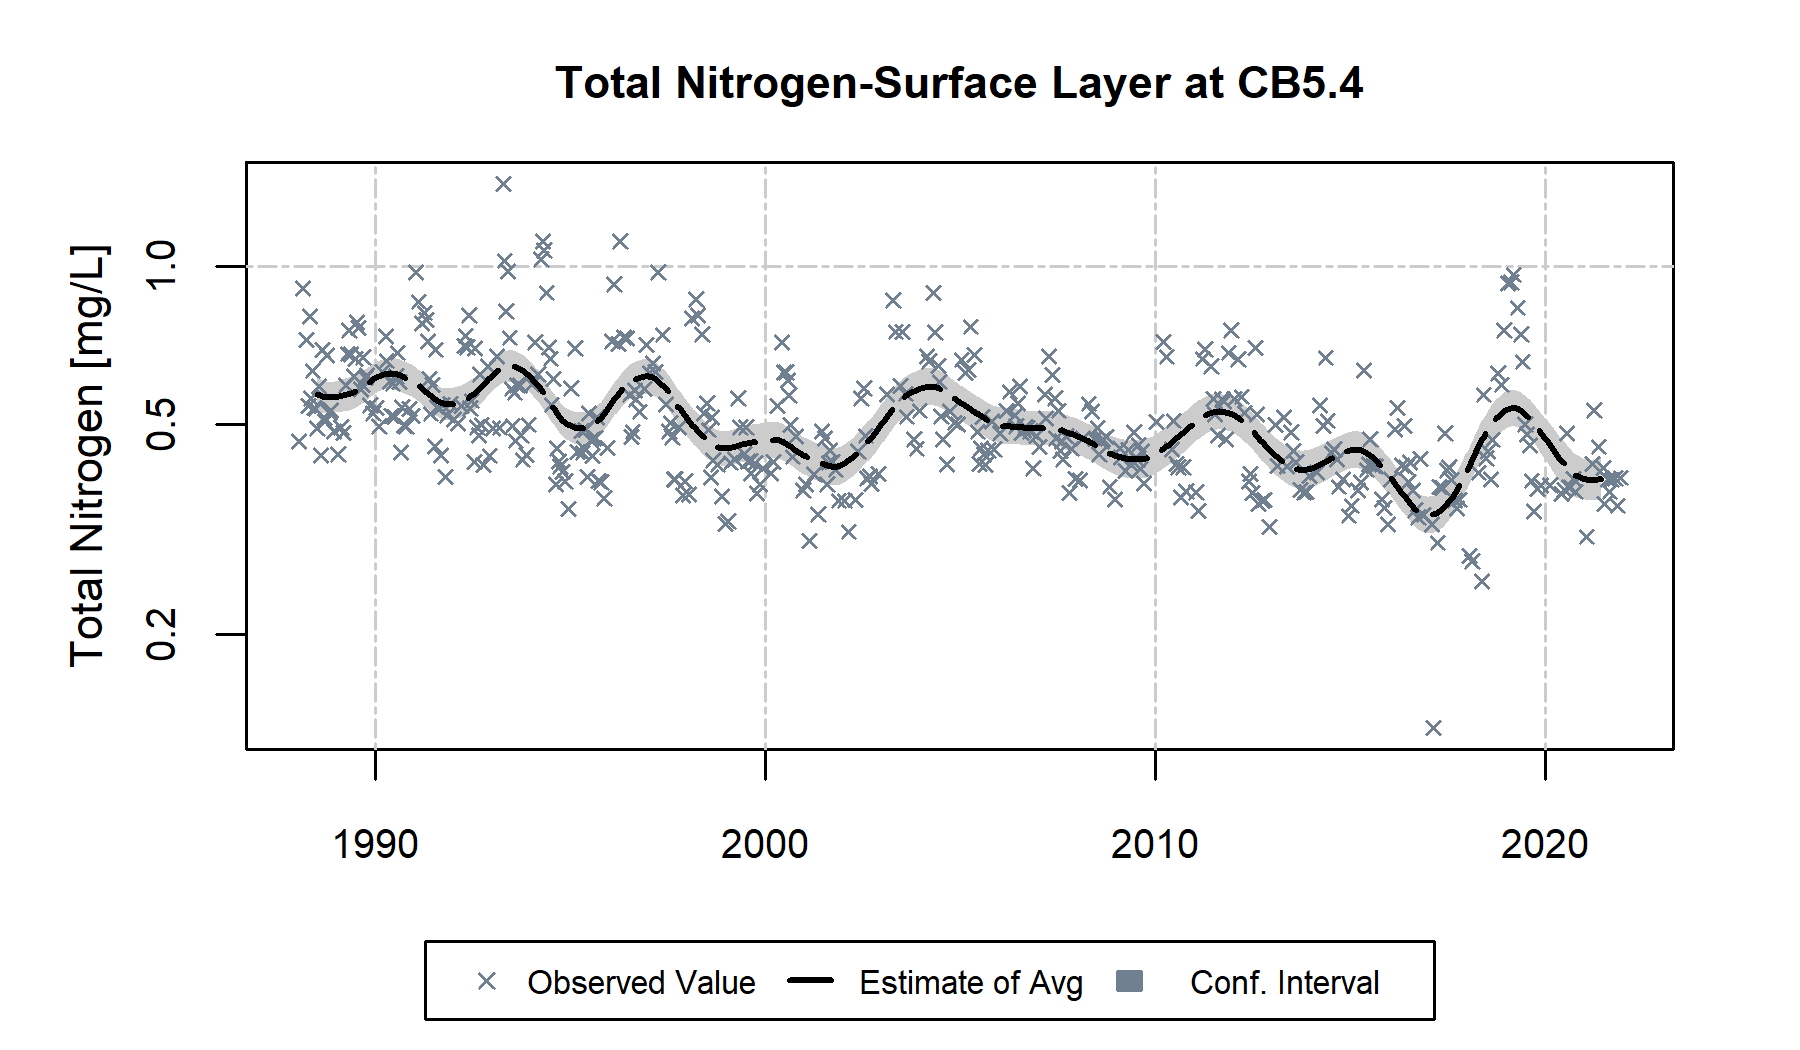 Total Nitrogen-Surface Layer at CB5.4
Total Nitrogen [mg/L]
1.0
0.5
0.2
1990 2000 2010 2020
Observed Value Estimate of Avg Conf. Interval